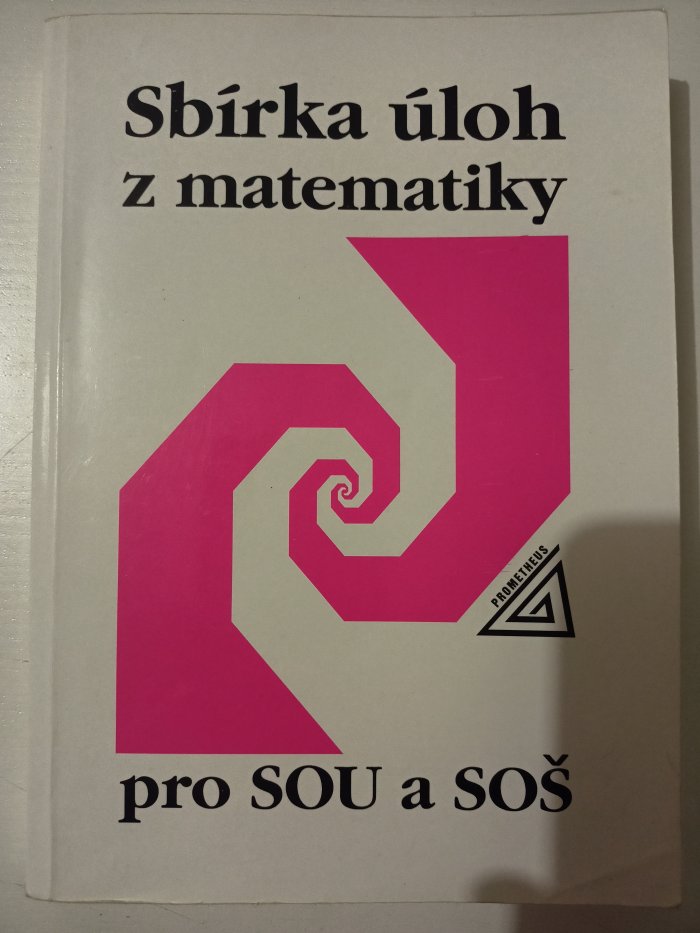 Sbírka úloh
z matematiky
PROMETHEUS
pro SOU a SOŠ